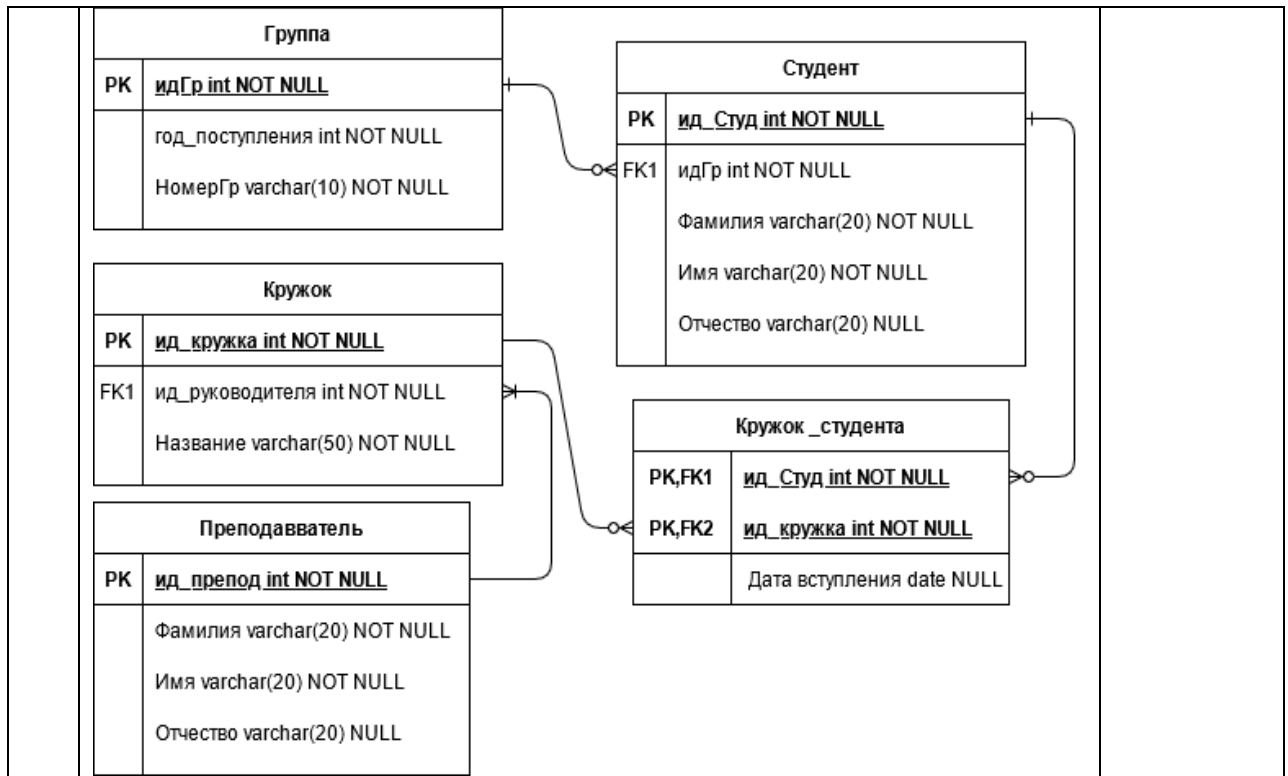 Группа
PK идГр int NOT NULL
год_поступления int NOT NULL
НомерГр varchar(10) NOT NULL
Студент
PK ид_Студ int NOT NULL
FK1 идГр int NOT NULL
Фамилия varchar(20) NOT NULL
Имя varchar(20) NOT NULL
Отчество varchar(20) NULL
Кружок
PK ид_кружка int NOT NULL
FK1 ид_руководителя int NOT NULL
Название varchar(50) NOT NULL
Кружок _студента
PK,FK1 ид_Студ int NOT NULL
PK,FK2 ид_кружка int NOT NULL
Дата вступления date NULL
Преподавватель
PK ид_препод int NOT NULL
Фамилия varchar(20) NOT NULL
Имя varchar(20) NOT NULL
Отчество varchar(20) NULL